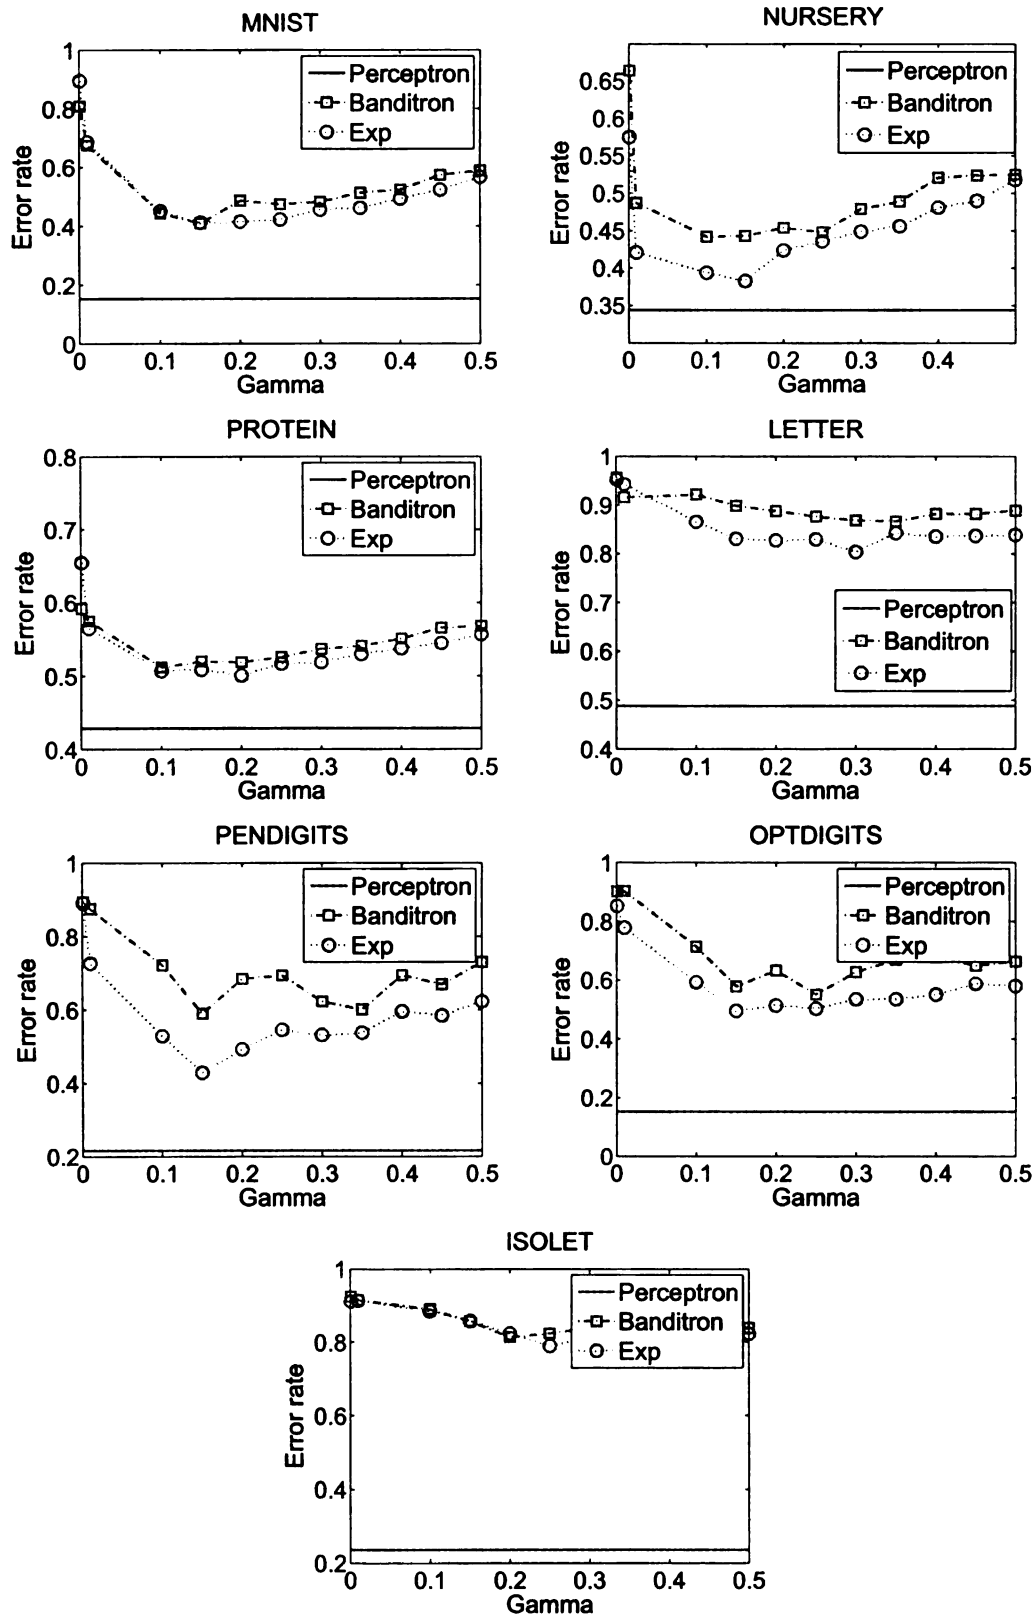 MNIST
1
0.8
0.6
0.4
0.2
0
Error rate
0 0.1 0.2 0.3 0.4 0.5
Gamma
Perceptron
Banditron
Exp
NURSERY
0.65
0.6
0.55
0.5
0.45
0.4
0.35
Error rate
0 0.1 0.2 0.3 0.4
Gamma
Perceptron
Banditron
Exp
PROTEIN
0.8
0.7
0.6
0.5
0.4
Error rate
0 0.1 0.2 0.3 0.4 0.5
Gamma
Perceptron
Banditron
Exp
LETTER
1
0.9
0.8
0.7
0.6
0.5
0.4
Error rate
0 0.1 0.2 0.3 0.4 0.5
Gamma
Perceptron
Banditron
Exp
PENDIGITS
1
0.8
0.6
0.4
0.2
Error rate
0 0.1 0.2 0.3 0.4 0.5
Gamma
Perceptron
Banditron
Exp
OPTDIGITS
1
0.8
0.6
0.4
0.2
0
Error rate
0 0.1 0.2 0.3 0.4 0.5
Gamma
Perceptron
Banditron
Exp
ISOLET
1
0.8
0.6
0.4
0.2
Error rate
0 0.1 0.2 0.3 0.4 0.5
Gamma
Perceptron
Banditron
Exp